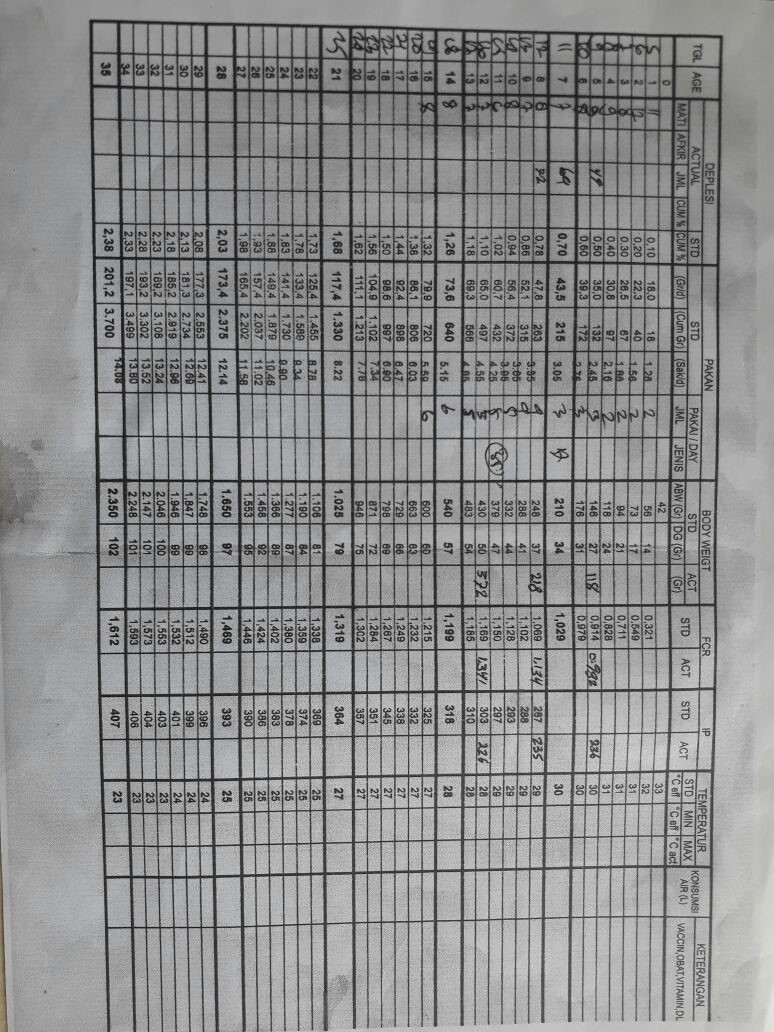 DEPLESI PAKAN BODY WEIGT FCR IP TEMPERATUR KONSUMSI AIR (L) KETERANGAN
TGL AGE ACTUAL STD STD PAKAI / DAY STD ACT STD ACT STD ACT STD MIN MAX
MATI AFKIR JML CUM % CUM % (Gr/d) (Cum Gr) (Sak/d) JML JENIS ABW (Gr) DG (Gr) (Gr) °C eff °C eff °C act VACCIN,OBAT,VITAMIN,DL
0 42 33
5 1 11 0,10 18,0 18 1.28 2 56 14 0,321 32
6 2 12 0,20 22,3 40 1.56 2 73 17 0,549 31
3 0,30 26,5 67 1.86 2 94 21 0,711 31
4 9 0,40 30,8 97 2.16 2 118 24 0,828 31
9 5 49 0,50 35,0 132 2.45 3 146 27 118 0,914 0.992 236 30
10 6 8 0,60 39,3 172 2.75 3 176 31 0,979 30
11 7 7 64 0,70 43,5 215 3.05 3 210 34 1,029 30
12 8 8 0,78 47,8 263 3.35 4 248 37 218 1,069 1,134 287 235 29
13 9 7 0,86 52,1 315 3.65 288 41 1,102 288 29
10 8 0,94 56,4 372 3.95 332 44 1,128 293 29
11 1,02 60,7 432 4.25 5 379 47 1,150 297 29
12 7 1,10 65,0 497 4.55 430 50 372 1,169 1.341 303 226 28
13 7 1,18 69,3 566 4.85 5 483 54 1,185 310 28
18 14 8 1,26 73,6 640 5.15 6 540 57 1,199 318 28
15 8 1,32 79,9 720 5.59 6 600 60 1,215 325 27
20 16 1,38 86,1 806 6.03 663 63 1,232 332 27
21 17 1,44 92,4 898 6.47 729 66 1,249 338 27
22 18 1,50 98,6 997 6.90 798 69 1,267 345 27
23 19 1,56 104,9 1.102 7.34 871 72 1,284 351 27
24 20 1,62 111,1 1.213 7.78 946 75 1,302 357 27
25 21 1,68 117,4 1.330 8.22 1.025 79 1,319 364 27
22 1,73 125,4 1.455 8.78 1.106 81 1,338 369 25
23 1,78 133,4 1.589 9.34 1.190 84 1,359 374 25
24 1,83 141,4 1.730 9.90 1.277 87 1,380 378 25
25 1,88 149,4 1.879 10.46 1.366 89 1,402 383 25
26 1,93 157,4 2.037 11.02 1.458 92 1,424 386 25
27 1,98 165,4 2.202 11.58 1.553 95 1,446 390 25
28 2,03 173,4 2.375 12.14 1.650 97 1,469 393 25
29 2,08 177,3 2.553 12.41 1.748 98 1,490 396 24
30 2,13 181,3 2.734 12.69 1.847 99 1,512 399 24
31 2,18 185,2 2.919 12.96 1.946 99 1,532 401 24
32 2,23 189,2 3.108 13.24 2.046 100 1,553 403 23
33 2,28 193,2 3.302 13.52 2.147 101 1,573 404 23
34 2,33 197,1 3.499 13.80 2.248 101 1,593 406 23
35 2,38 201,2 3.700 14.08 2.350 102 1,612 407 23